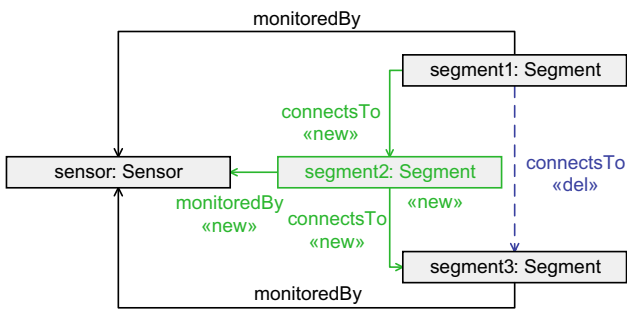 monitoredBy
segment1: Segment
connectsTo
«new»
sensor: Sensor
segment2: Segment
connectsTo
«del»
monitoredBy
«new»
connectsTo
«new»
«new»
segment3: Segment
monitoredBy